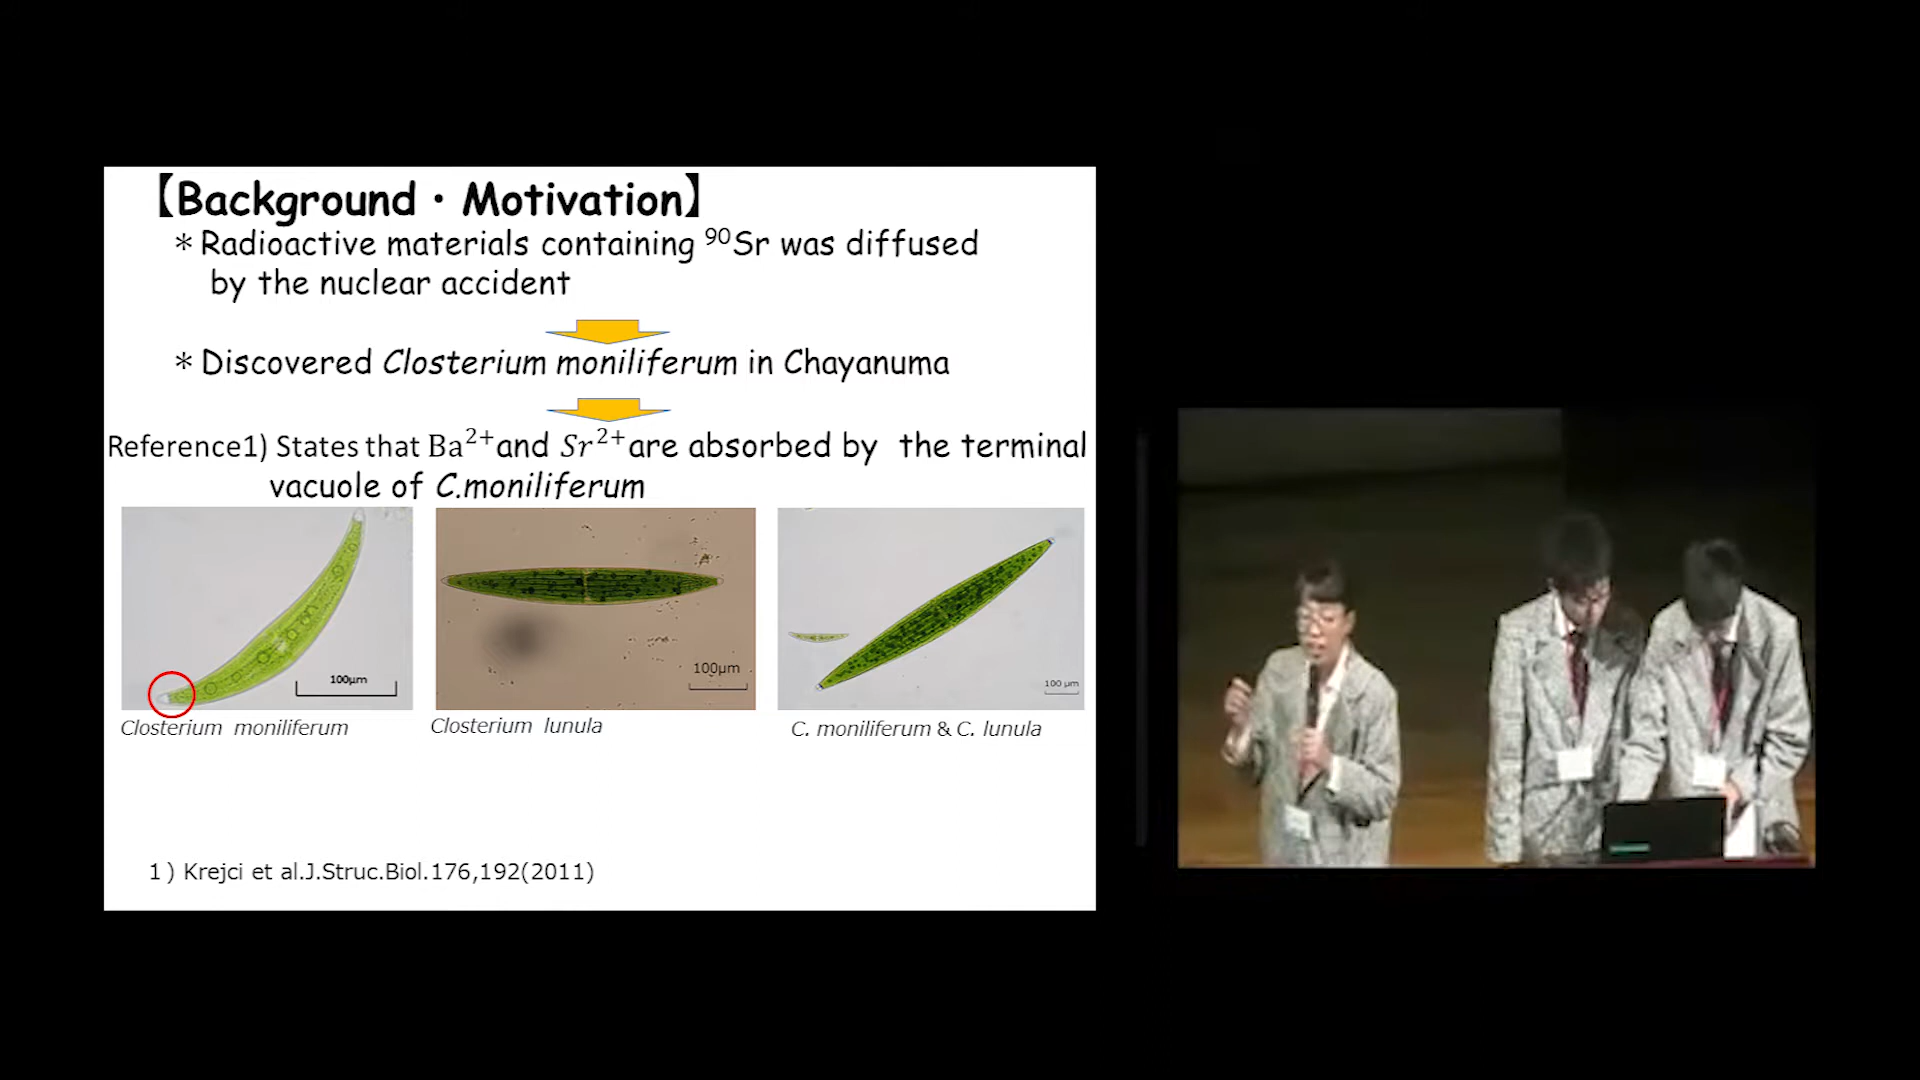 【Background・Motivation】
＊Radioactive materials containing ⁹⁰Sr was diffused
by the nuclear accident
＊Discovered Closterium moniliferum in Chayanuma
Reference1) States that Ba²⁺and Sr²⁺are absorbed by the terminal
vacuole of C.moniliferum
100μm
100μm
100 μm
Closterium moniliferum
Closterium lunula
C. moniliferum & C. lunula
1）Krejci et al.J.Struc.Biol.176,192(2011)